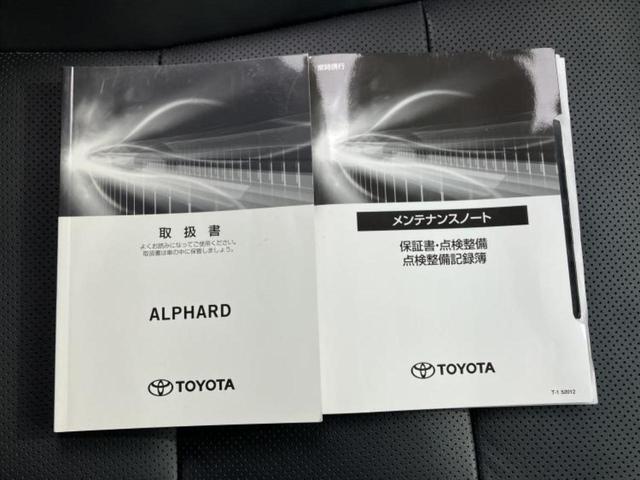 取扱書
よくお読みになってご使用ください。
取扱書は車の中に保管しましょう。
ALPHARD
TOYOTA
常時携行
メンテナンスノート
保証書・点検整備
点検整備記録簿
TOYOTA
T-1 52012